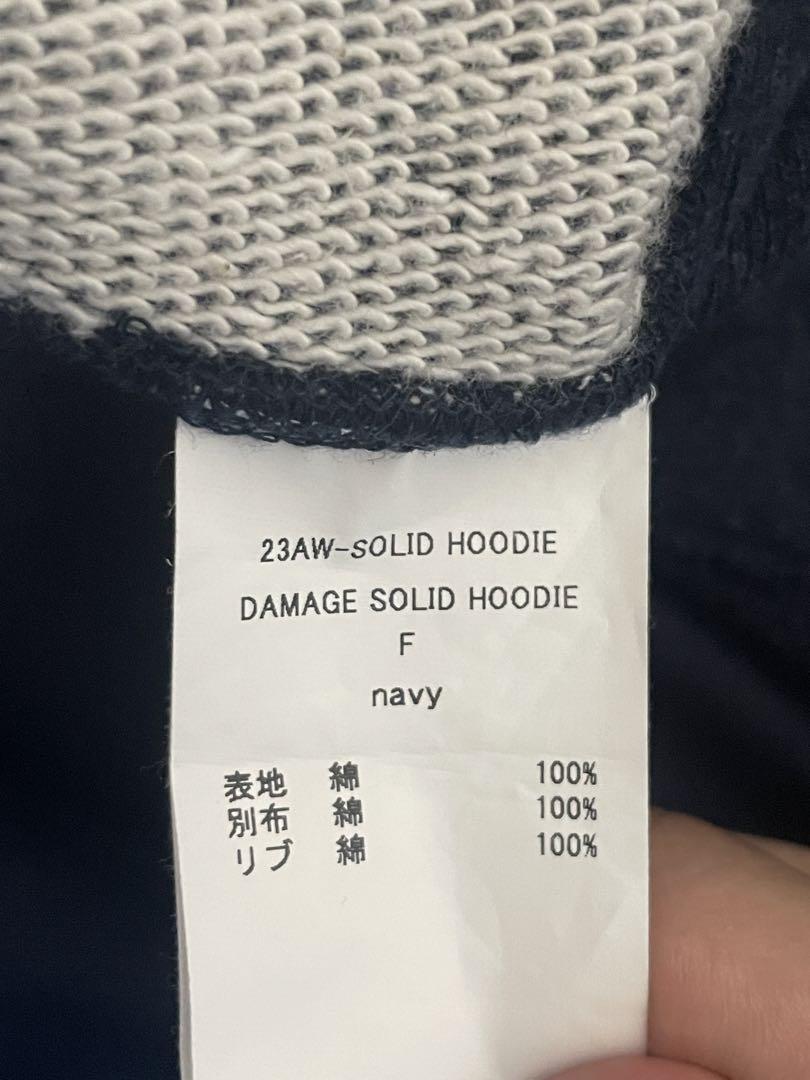 23AW-SOLID HOODIE
DAMAGE SOLID HOODIE
F
navy
表地 綿 100%
別布 綿 100%
リブ 綿 100%